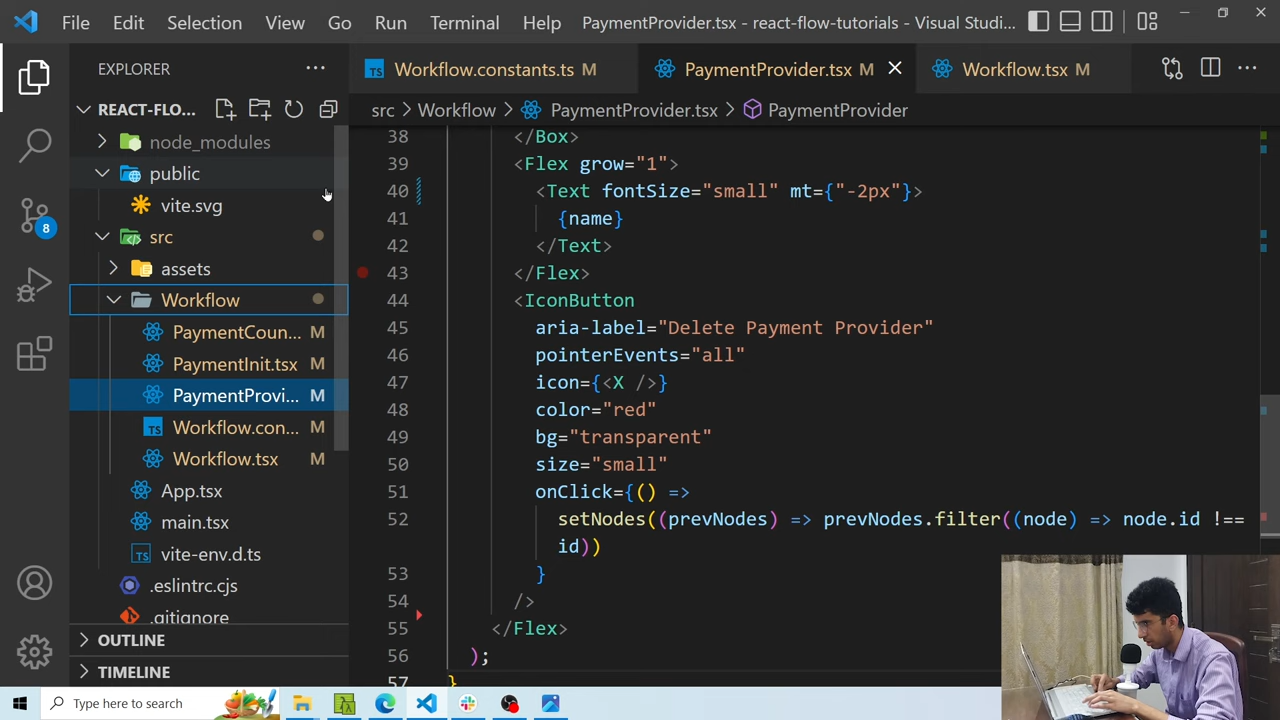 File Edit Selection View Go Run Terminal Help PaymentProvider.tsx - react-flow-tutorials - Visual Studi...
EXPLORER
Workflow.constants.ts M
PaymentProvider.tsx M
Workflow.tsx M
REACT-FLO...
src > Workflow > PaymentProvider.tsx > PaymentProvider
node_modules
public
vite.svg
src
assets
Workflow
PaymentCoun... M
PaymentInit.tsx M
PaymentProvi... M
TS Workflow.con... M
Workflow.tsx M
App.tsx
main.tsx
TS vite-env.d.ts
.eslintrc.cjs
.gitignore
OUTLINE
TIMELINE
8
38 </Box>
39 <Flex grow="1">
40 <Text fontSize="small" mt={"-2px"}>
41 {name}
42 </Text>
43 </Flex>
44 <IconButton
45 aria-label="Delete Payment Provider"
46 pointerEvents="all"
47 icon={<X />}
48 color="red"
49 bg="transparent"
50 size="small"
51 onClick={() =>
52 setNodes((prevNodes) => prevNodes.filter((node) => node.id !==
id))
53 }
54 />
55 </Flex>
56 );
57 }
Type here to search